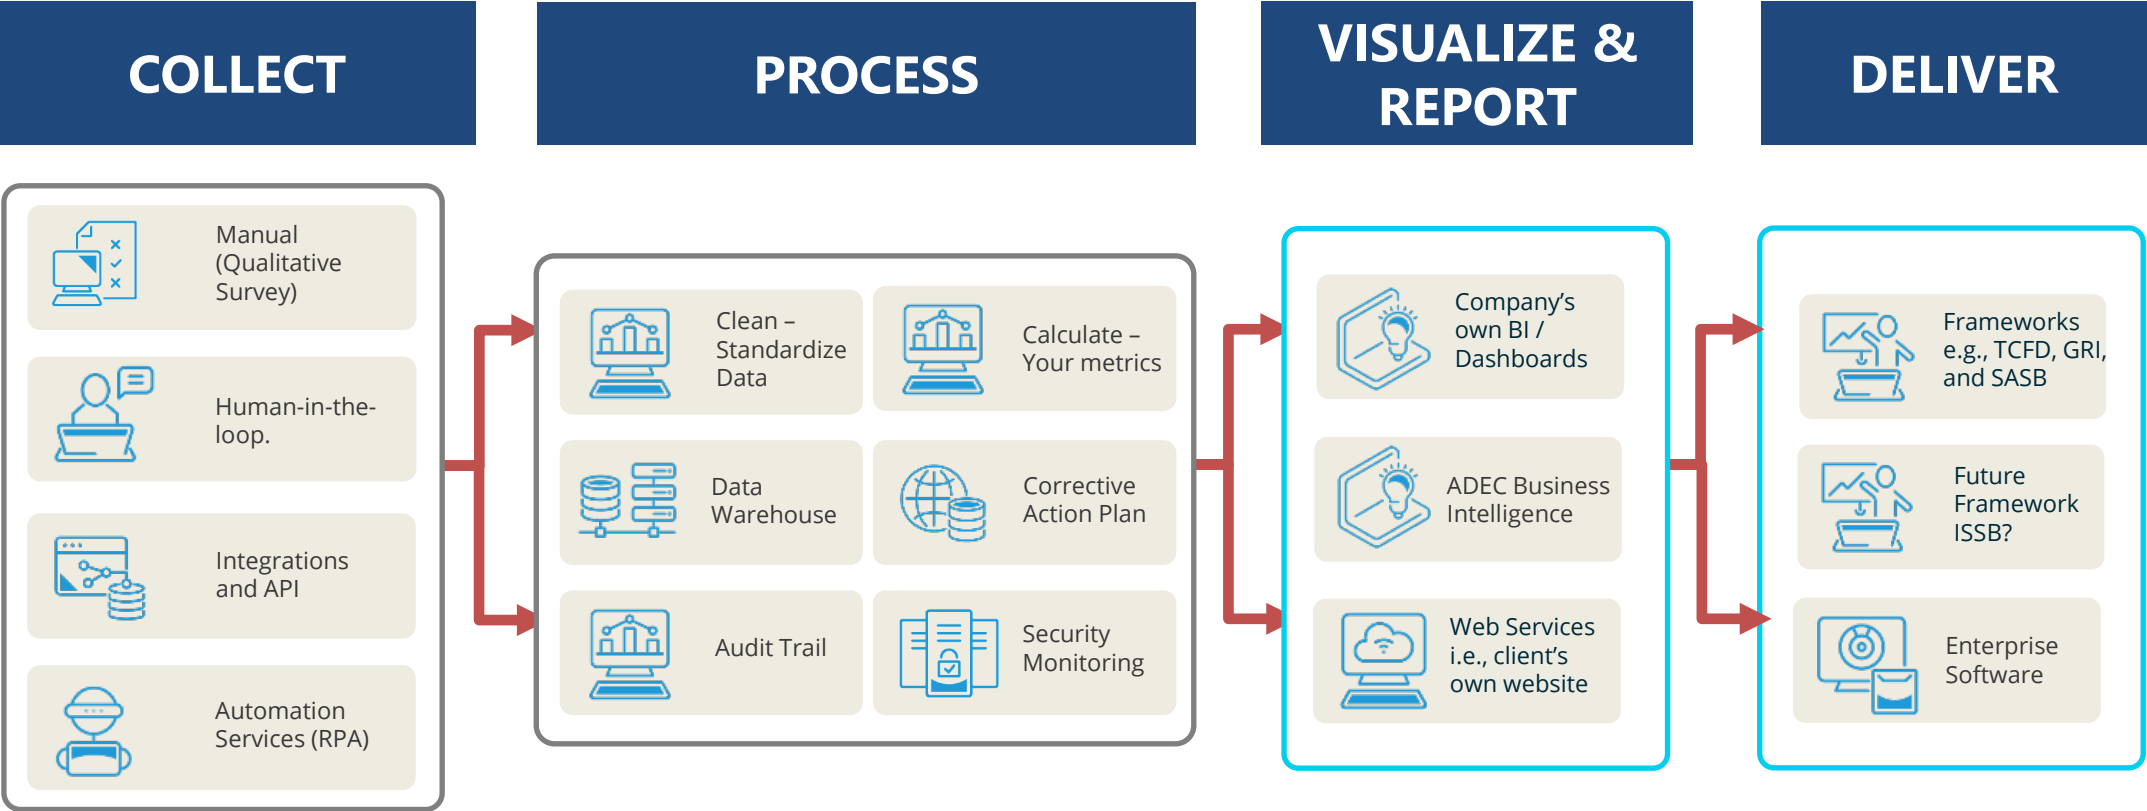 COLLECT
PROCESS
VISUALIZE &
REPORT
DELIVER
Manual
(Qualitative
Survey)
Human-in-the-
loop.
Integrations
and API
Automation
Services (RPA)
Clean –
Standardize
Data
Calculate –
Your metrics
Data
Warehouse
Corrective
Action Plan
Audit Trail
Security
Monitoring
Company’s
own BI /
Dashboards
ADEC Business
Intelligence
Web Services
i.e., client’s
own website
Frameworks
e.g., TCFD, GRI,
and SASB
Future
Framework
ISSB?
Enterprise
Software